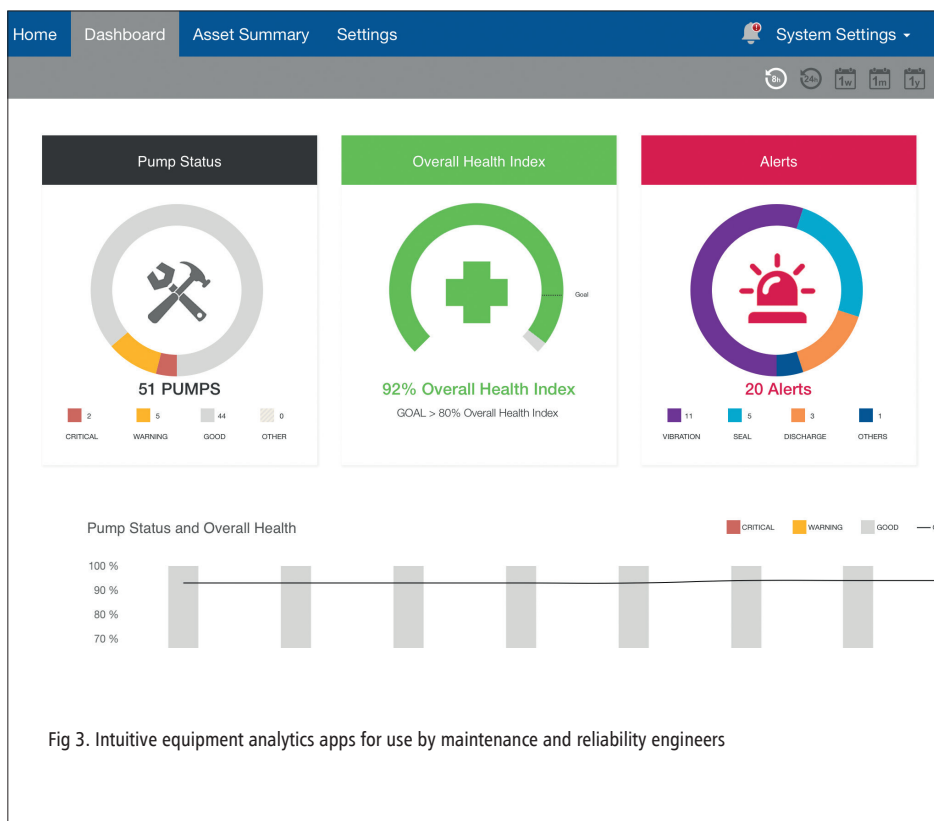 Home Dashboard Asset Summary Settings System Settings
8h 24h 1w 1m 1y
Pump Status
51 PUMPS
2 5 44 0
CRITICAL WARNING GOOD OTHER
Overall Health Index
Goal
92% Overall Health Index
GOAL > 80% Overall Health Index
Alerts
20 Alerts
11 5 3 1
VIBRATION SEAL DISCHARGE OTHERS
Pump Status and Overall Health
CRITICAL WARNING GOOD
100 %
90 %
80 %
70 %
Fig 3. Intuitive equipment analytics apps for use by maintenance and reliability engineers